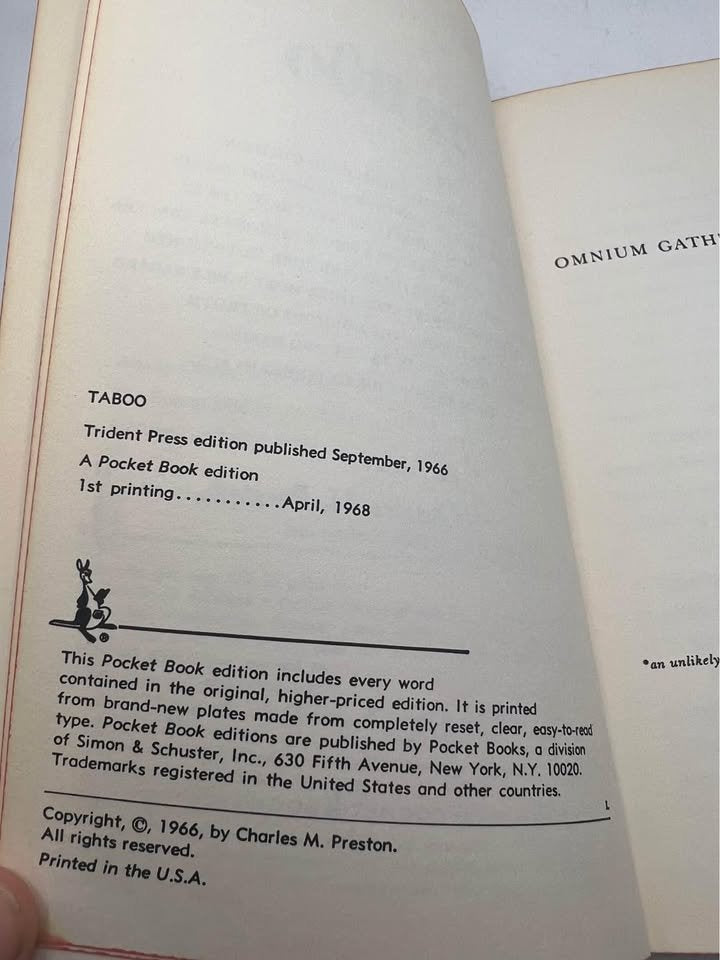 TABOO
Trident Press edition published September, 1966
A Pocket Book edition
1st printing...........April, 1968
®
This Pocket Book edition includes every word
contained in the original, higher-priced edition. It is printed
from brand-new plates made from completely reset, clear, easy-to-read
type. Pocket Book editions are published by Pocket Books, a division
of Simon & Schuster, Inc., 630 Fifth Avenue, New York, N.Y. 10020.
Trademarks registered in the United States and other countries.
L
Copyright, ©, 1966, by Charles M. Preston.
All rights reserved.
Printed in the U.S.A.
OMNIUM GATH
*an unlikely